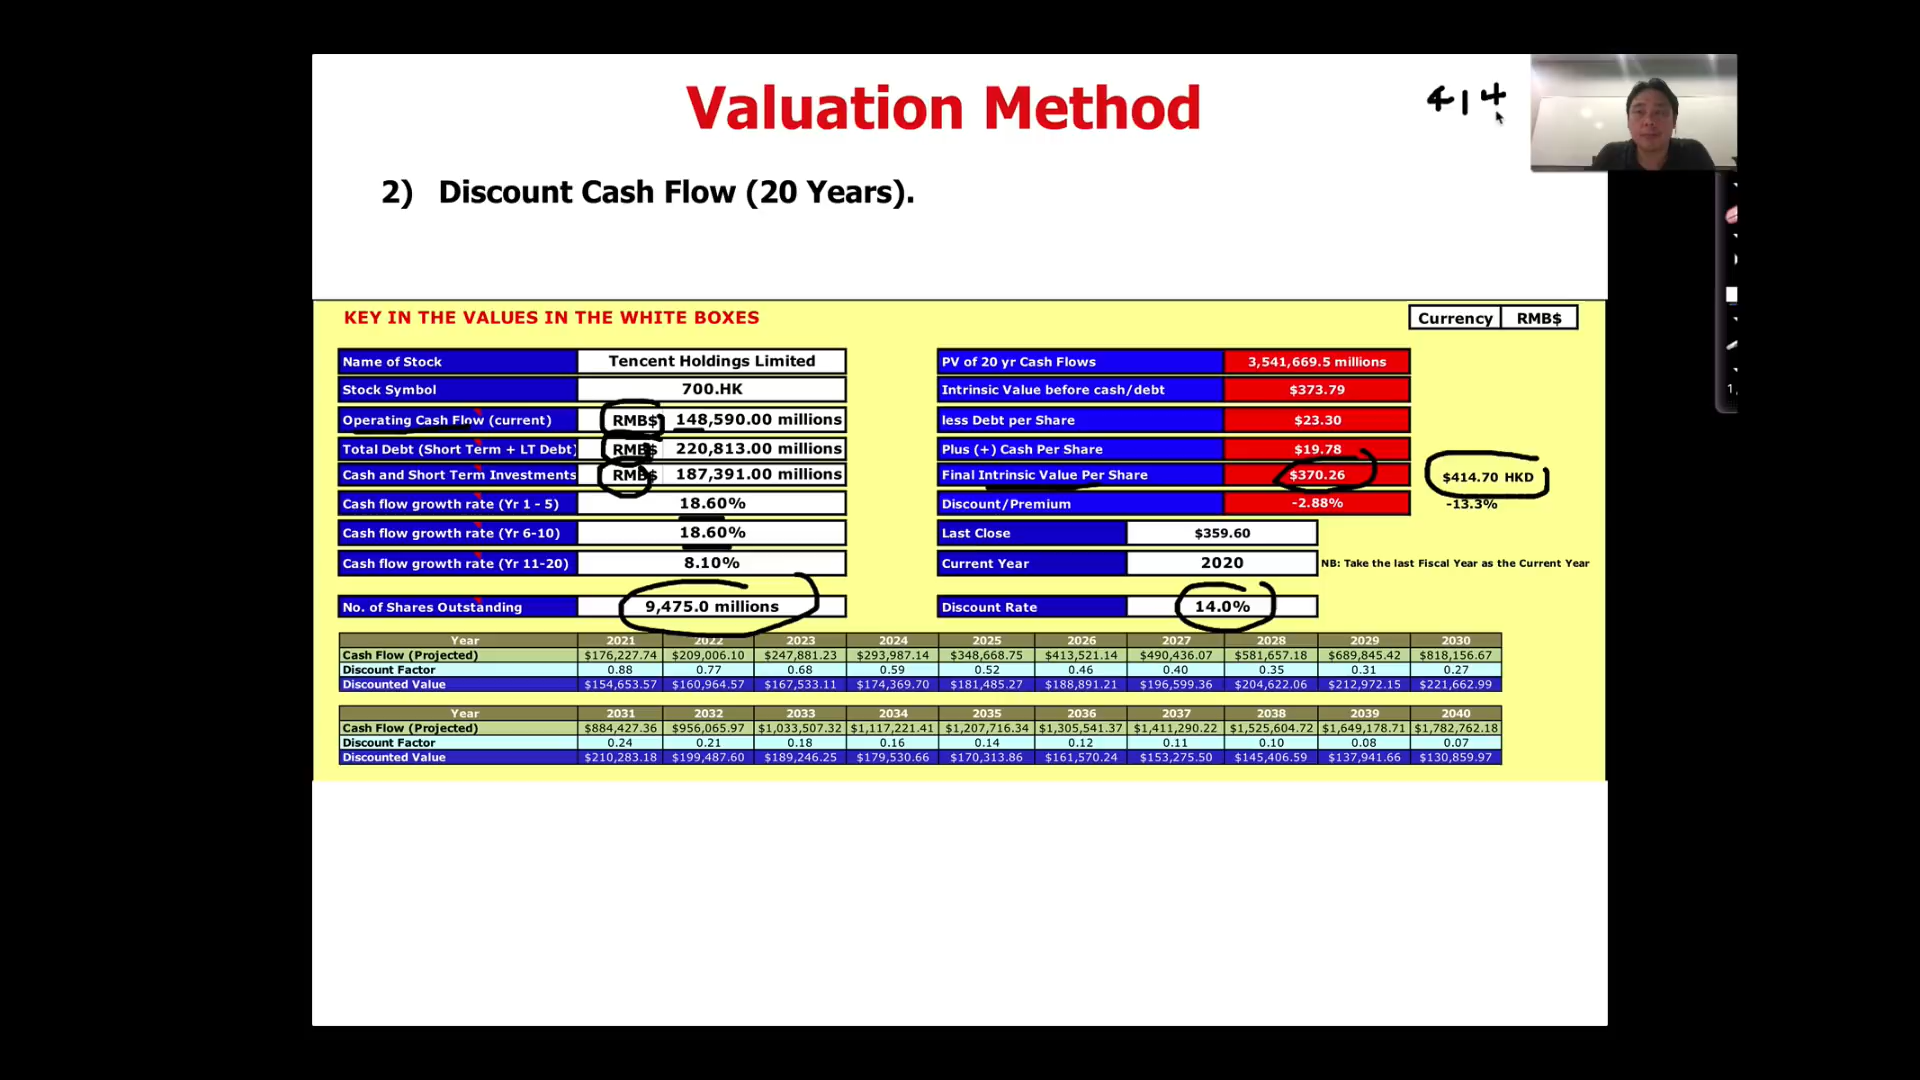 Valuation Method
414
2) Discount Cash Flow (20 Years).
KEY IN THE VALUES IN THE WHITE BOXES
Currency RMB$
Name of Stock Tencent Holdings Limited
Stock Symbol 700.HK
Operating Cash Flow (current) RMB$ 148,590.00 millions
Total Debt (Short Term + LT Debt) RMB$ 220,813.00 millions
Cash and Short Term Investments RMB$ 187,391.00 millions
Cash flow growth rate (Yr 1 - 5) 18.60%
Cash flow growth rate (Yr 6-10) 18.60%
Cash flow growth rate (Yr 11-20) 8.10%
No. of Shares Outstanding 9,475.0 millions
PV of 20 yr Cash Flows 3,541,669.5 millions
Intrinsic Value before cash/debt $373.79
less Debt per Share $23.30
Plus (+) Cash Per Share $19.78
Final Intrinsic Value Per Share $370.26 $414.70 HKD
Discount/Premium -2.88% -13.3%
Last Close $359.60
Current Year 2020 NB: Take the last Fiscal Year as the Current Year
Discount Rate 14.0%
Year 2021 2022 2023 2024 2025 2026 2027 2028 2029 2030
Cash Flow (Projected) $176,227.74 $209,006.10 $247,881.23 $293,987.14 $348,668.75 $413,521.14 $490,436.07 $581,657.18 $689,845.42 $818,156.67
Discount Factor 0.88 0.77 0.68 0.59 0.52 0.46 0.40 0.35 0.31 0.27
Discounted Value $154,653.57 $160,964.57 $167,533.11 $174,369.70 $181,485.27 $188,891.21 $196,599.36 $204,622.06 $212,972.15 $221,662.99
Year 2031 2032 2033 2034 2035 2036 2037 2038 2039 2040
Cash Flow (Projected) $884,427.36 $956,065.97 $1,033,507.32 $1,117,221.41 $1,207,716.34 $1,305,541.37 $1,411,290.22 $1,525,604.72 $1,649,178.71 $1,782,762.18
Discount Factor 0.24 0.21 0.18 0.16 0.14 0.12 0.11 0.10 0.08 0.07
Discounted Value $210,283.18 $199,487.60 $189,246.25 $179,530.66 $170,313.86 $161,570.24 $153,275.50 $145,406.59 $137,941.66 $130,859.97